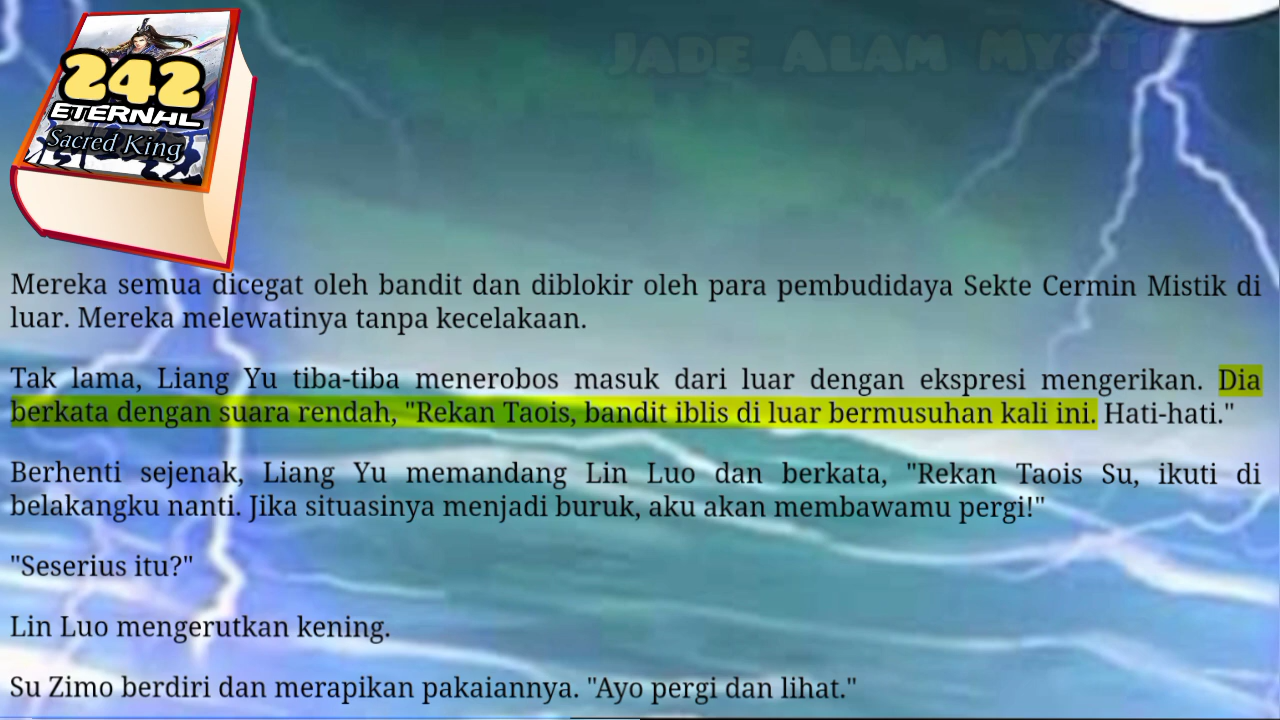 JADE ALAM MYSTIC
242
ETERNAL
Sacred King
Mereka semua dicegat oleh bandit dan diblokir oleh para pembudidaya Sekte Cermin Mistik di
luar. Mereka melewatinya tanpa kecelakaan.
Tak lama, Liang Yu tiba-tiba menerobos masuk dari luar dengan ekspresi mengerikan. Dia
berkata dengan suara rendah, "Rekan Taois, bandit iblis di luar bermusuhan kali ini. Hati-hati."
Berhenti sejenak, Liang Yu memandang Lin Luo dan berkata, "Rekan Taois Su, ikuti di
belakangku nanti. Jika situasinya menjadi buruk, aku akan membawamu pergi!"
"Seserius itu?"
Lin Luo mengerutkan kening.
Su Zimo berdiri dan merapikan pakaiannya. "Ayo pergi dan lihat."